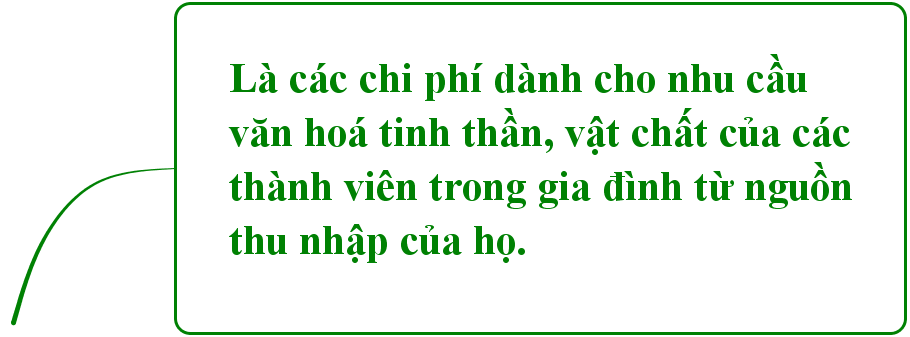 Là các chi phí dành cho nhu cầu
văn hoá tinh thần, vật chất của các
thành viên trong gia đình từ nguồn
thu nhập của họ.